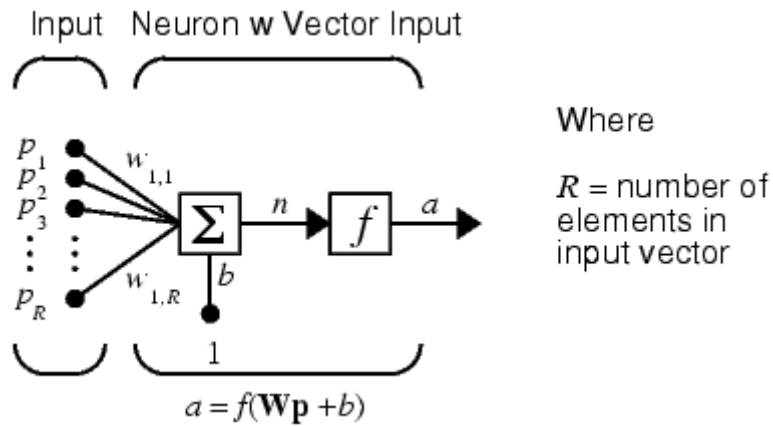 Input
Neuron w Vector Input
p1
p2
p3
pR
w1,1
w1,R
Σ
n
f
a
b
1
a = f(Wp +b)
Where
R = number of
elements in
input vector